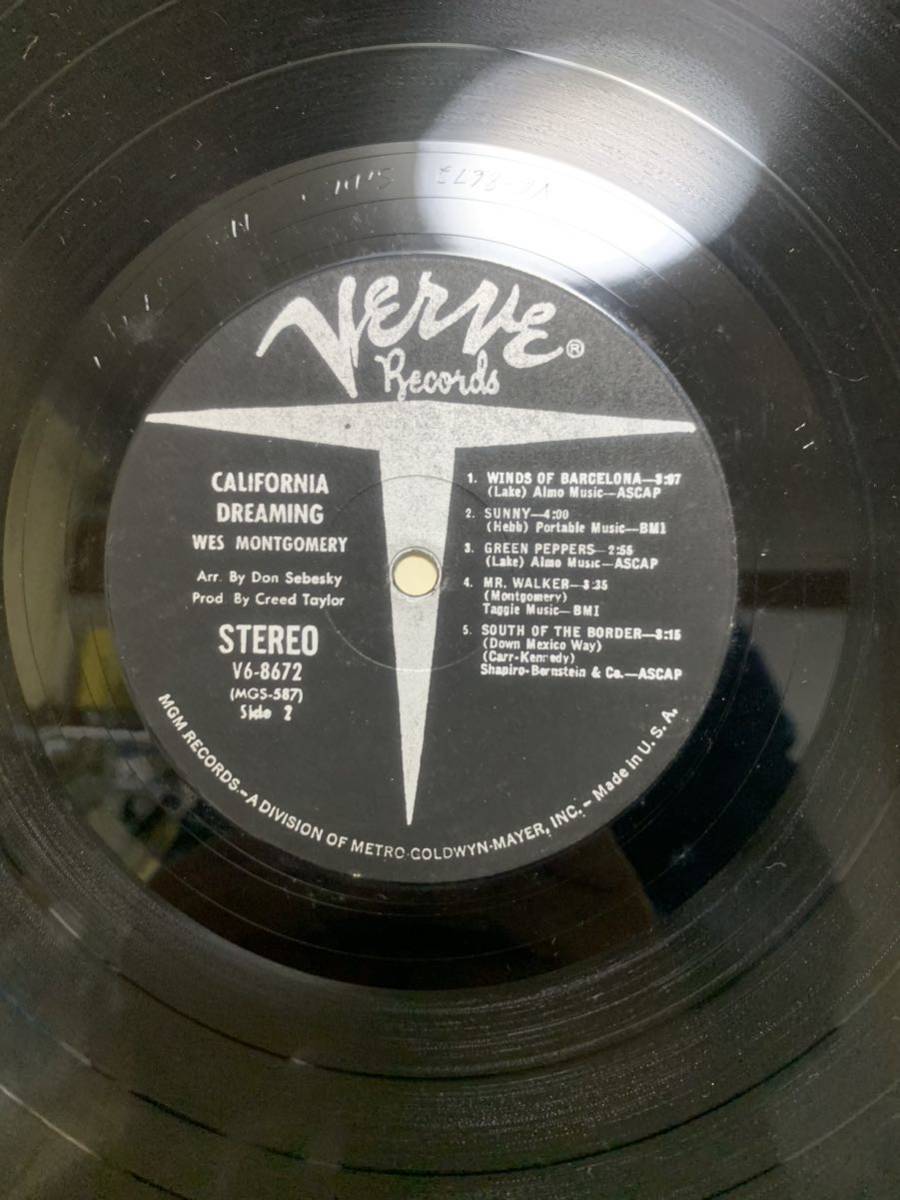 VERVE®
Records
CALIFORNIA
DREAMING
WES MONTGOMERY
Arr. By Don Sebesky
Prod By Creed Taylor
STEREO
V6-8672
(MGS-587)
Side 2
1. WINDS OF BARCELONA—3:07
(Lake) Almo Music—ASCAP
2. SUNNY—4:00
(Hebb) Portable Music—BMI
3. GREEN PEPPERS—2:55
(Lake) Almo Music—ASCAP
4. MR. WALKER—3:35
(Montgomery)
Taggie Music—BMI
5. SOUTH OF THE BORDER—3:15
(Down Mexico Way)
(Carr-Kennedy)
Shapiro-Bernstein & Co.—ASCAP
MGM RECORDS.—A DIVISION OF METRO-GOLDWYN-MAYER, INC. – Made in U. S. A.